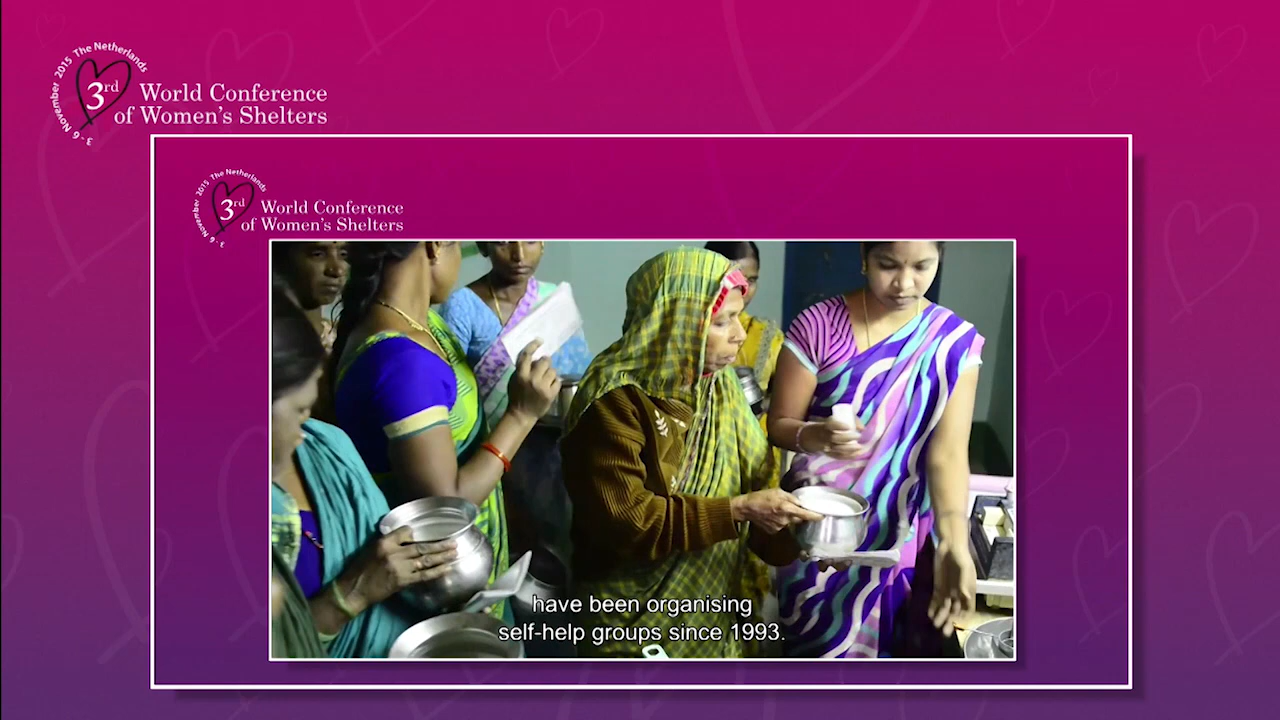 3 - 6 November 2015 The Netherlands
3rd World Conference
of Women's Shelters
3 - 6 November 2015 The Netherlands
3rd World Conference
of Women's Shelters
have been organising
self-help groups since 1993.